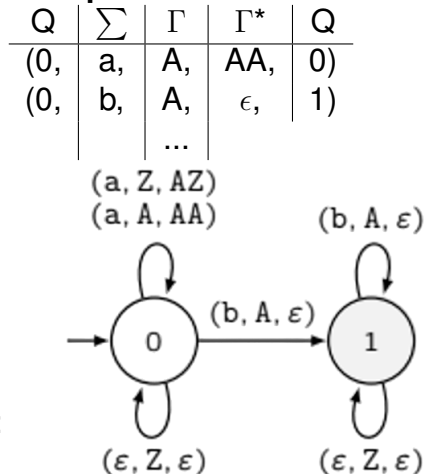 Q ∑ Γ Γ* Q
(0, a, A, AA, 0)
(0, b, A, ϵ, 1)
...
(a, Z, AZ)
(a, A, AA)
(b, A, ε)
(b, A, ε)
0
1
(ε, Z, ε)
(ε, Z, ε)